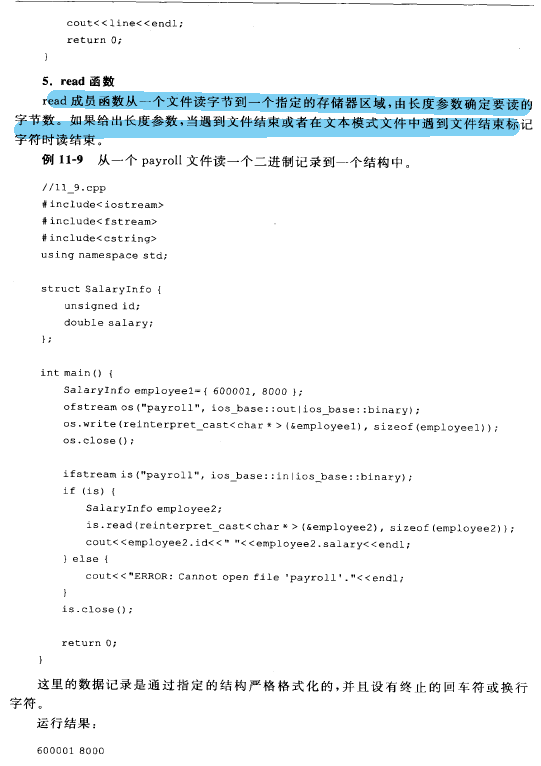 cout<<line<<endl;
return 0;
}
5. read 函数
read 成员函数从一个文件读字节到一个指定的存储器区域,由长度参数确定要读的
字节数。如果给出长度参数,当遇到文件结束或者在文本模式文件中遇到文件结束标记
字符时读结束。
例 11-9 从一个 payroll 文件读一个二进制记录到一个结构中。
//11_9.cpp
#include<iostream>
#include<fstream>
#include<cstring>
using namespace std;
struct SalaryInfo {
unsigned id;
double salary;
};
int main() {
SalaryInfo employee1={ 600001, 8000 };
ofstream os("payroll", ios_base::out|ios_base::binary);
os.write(reinterpret_cast<char * > (&employee1), sizeof(employee1));
os.close();
ifstream is("payroll", ios_base::in|ios_base::binary);
if (is) {
SalaryInfo employee2;
is.read(reinterpret_cast<char * > (&employee2), sizeof(employee2));
cout<<employee2.id<<" "<<employee2.salary<<endl;
} else {
cout<<"ERROR: Cannot open file 'payroll'."<<endl;
}
is.close();
return 0;
}
这里的数据记录是通过指定的结构严格格式化的,并且设有终止的回车符或换行
字符。
运行结果:
600001 8000